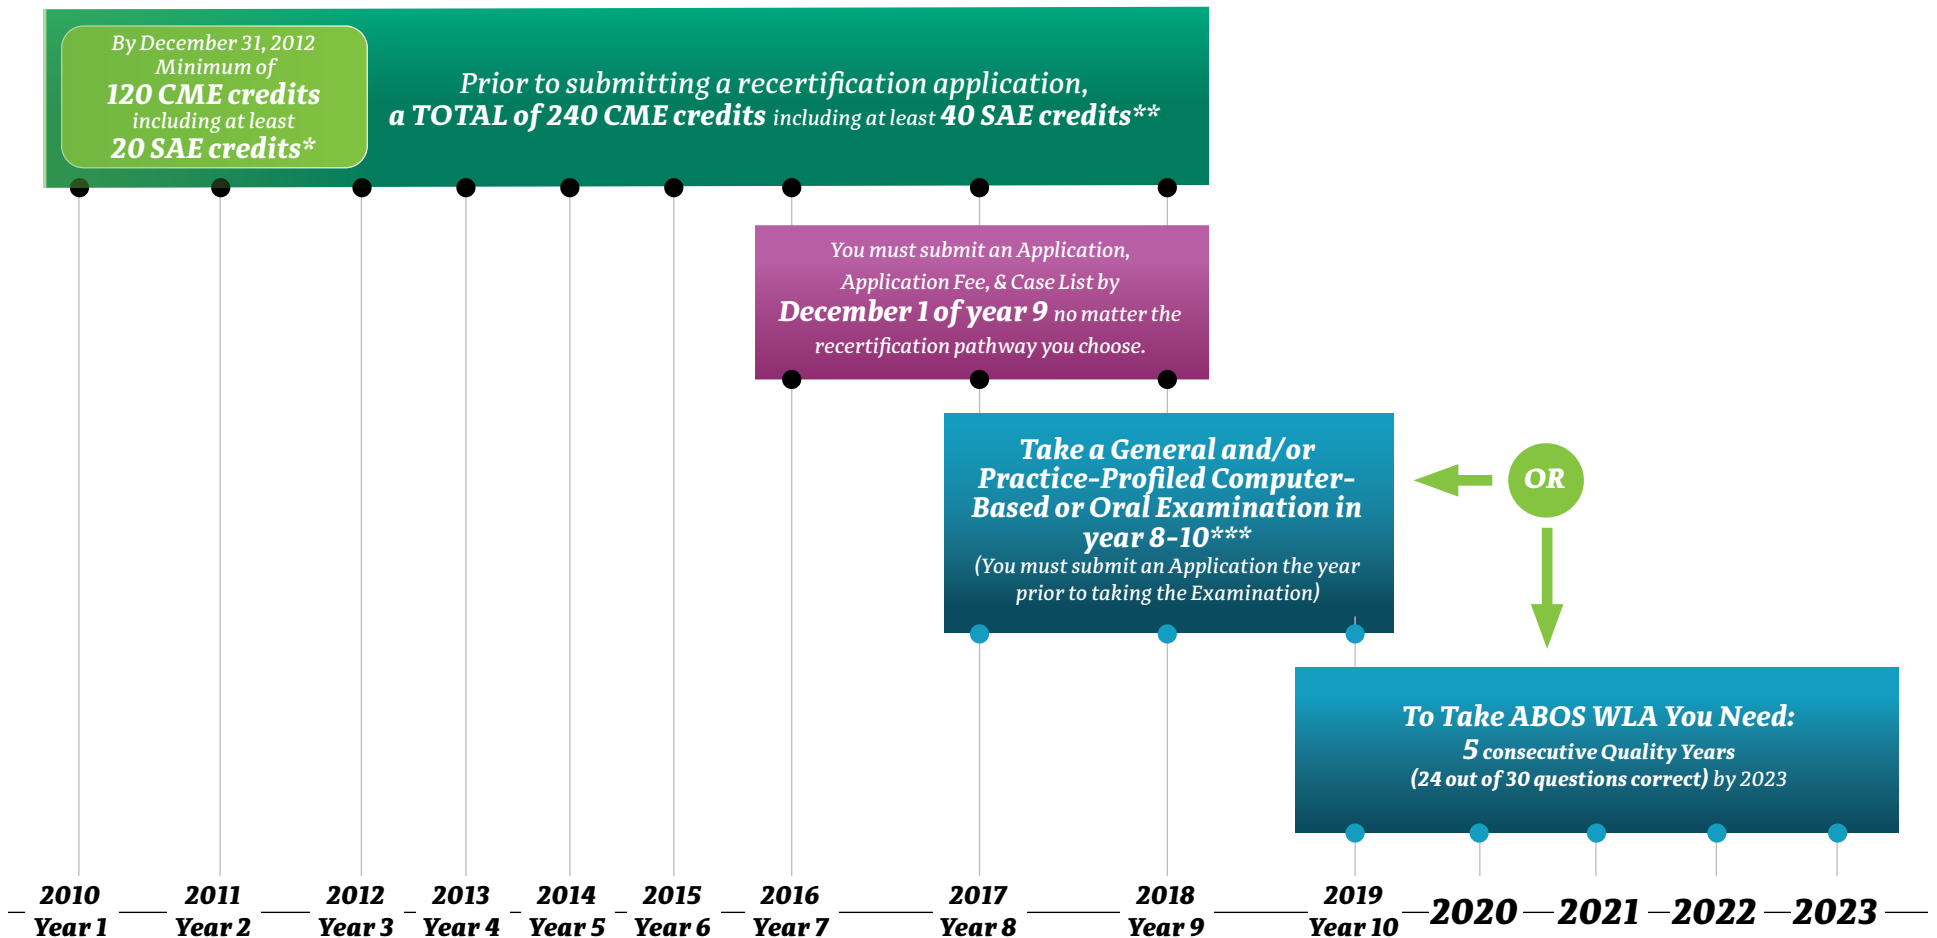 By December 31, 2012
Minimum of
120 CME credits
including at least
20 SAE credits*
Prior to submitting a recertification application,
a TOTAL of 240 CME credits including at least 40 SAE credits**
You must submit an Application,
Application Fee, & Case List by
December 1 of year 9 no matter the
recertification pathway you choose.
Take a General and/or
Practice-Profiled Computer-
Based or Oral Examination in
year 8-10***
(You must submit an Application the year
prior to taking the Examination)
OR
To Take ABOS WLA You Need:
5 consecutive Quality Years
(24 out of 30 questions correct) by 2023
2010
Year 1
2011
Year 2
2012
Year 3
2013
Year 4
2014
Year 5
2015
Year 6
2016
Year 7
2017
Year 8
2018
Year 9
2019
Year 10
2020
2021
2022
2023